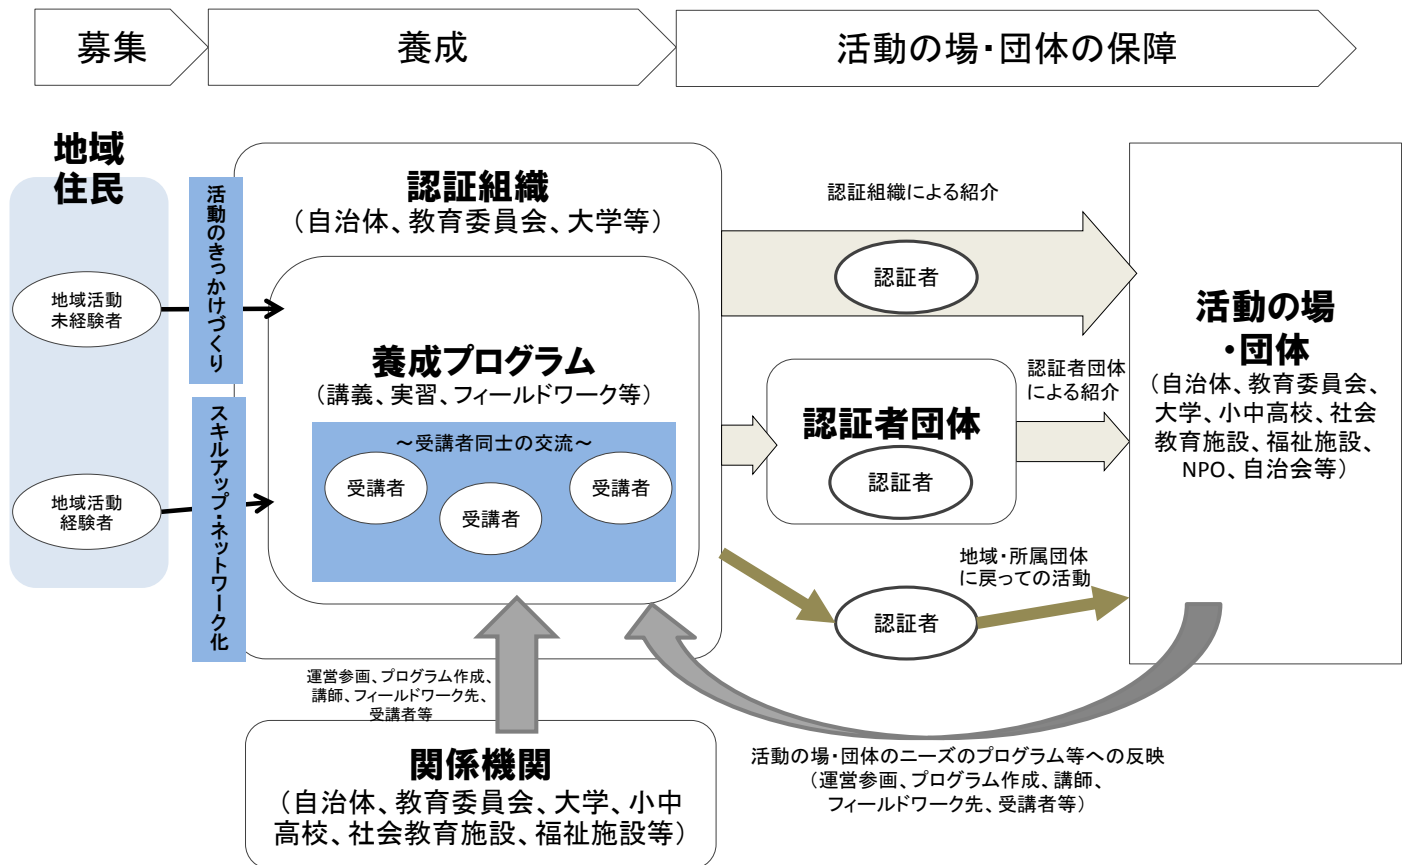 募集
養成
活動の場・団体の保障
地域
住民
地域活動
未経験者
地域活動
経験者
活動のきっかけづくり
スキルアップ・ネットワーク化
認証組織
（自治体、教育委員会、大学等）
養成プログラム
（講義、実習、フィールドワーク等）
～受講者同士の交流～
受講者
受講者
受講者
運営参画、プログラム作成、
講師、フィールドワーク先、
受講者等
関係機関
（自治体、教育委員会、大学、小中
高校、社会教育施設、福祉施設等）
認証組織による紹介
認証者
認証者団体
認証者
認証者団体
による紹介
地域・所属団体
に戻っての活動
認証者
活動の場
・団体
（自治体、教育委員会、
大学、小中高校、社会
教育施設、福祉施設、
NPO、自治会等）
活動の場・団体のニーズのプログラム等への反映
（運営参画、プログラム作成、講師、
フィールドワーク先、受講者等）